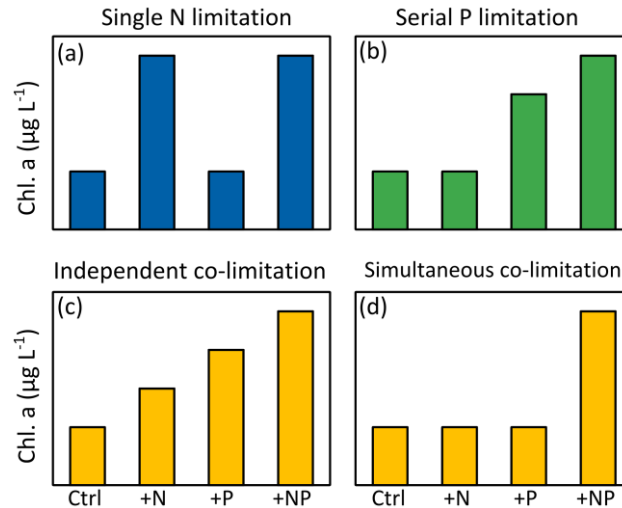 Single N limitation
Serial P limitation
(a)
(b)
Chl. a (µg L⁻¹)
Independent co-limitation
Simultaneous co-limitation
(c)
(d)
Chl. a (µg L⁻¹)
Ctrl +N +P +NP
Ctrl +N +P +NP